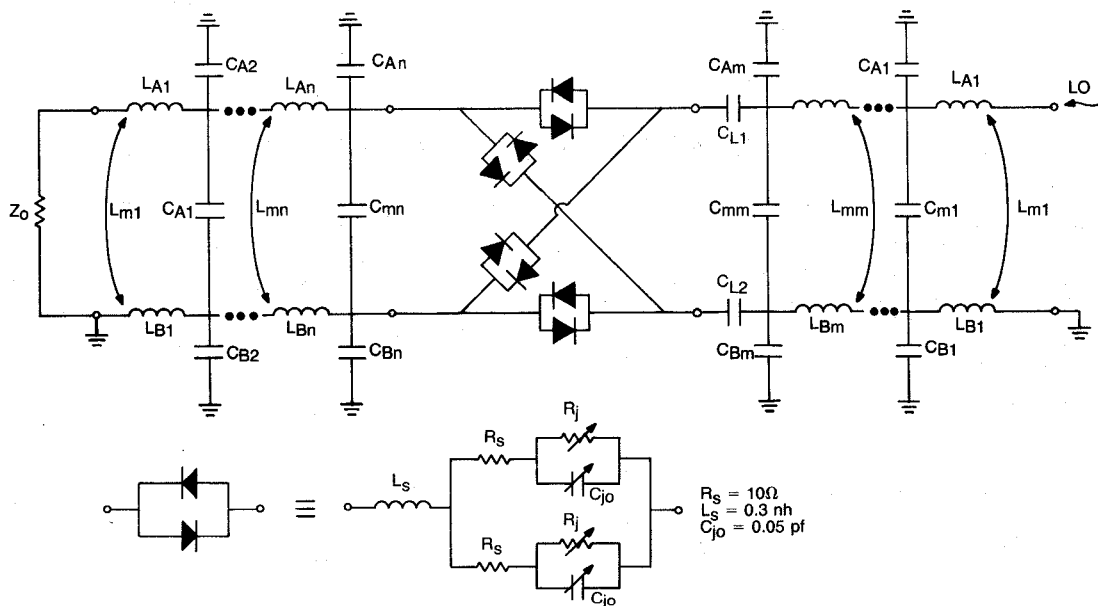 CA2
CAn
CAm
CA1
LA1
LAn
LA1
LO
CL1
Zo
Lm1
CA1
Lmn
Cmn
Cmm
Lmm
Cm1
Lm1
CL2
LB1
LBn
LBm
LB1
CB2
CBn
CBm
CB1
Rj
Rs
Ls
Cjo
Rj
Rs
Cjo
Rs = 10Ω
Ls = 0.3 nh
Cjo = 0.05 pf